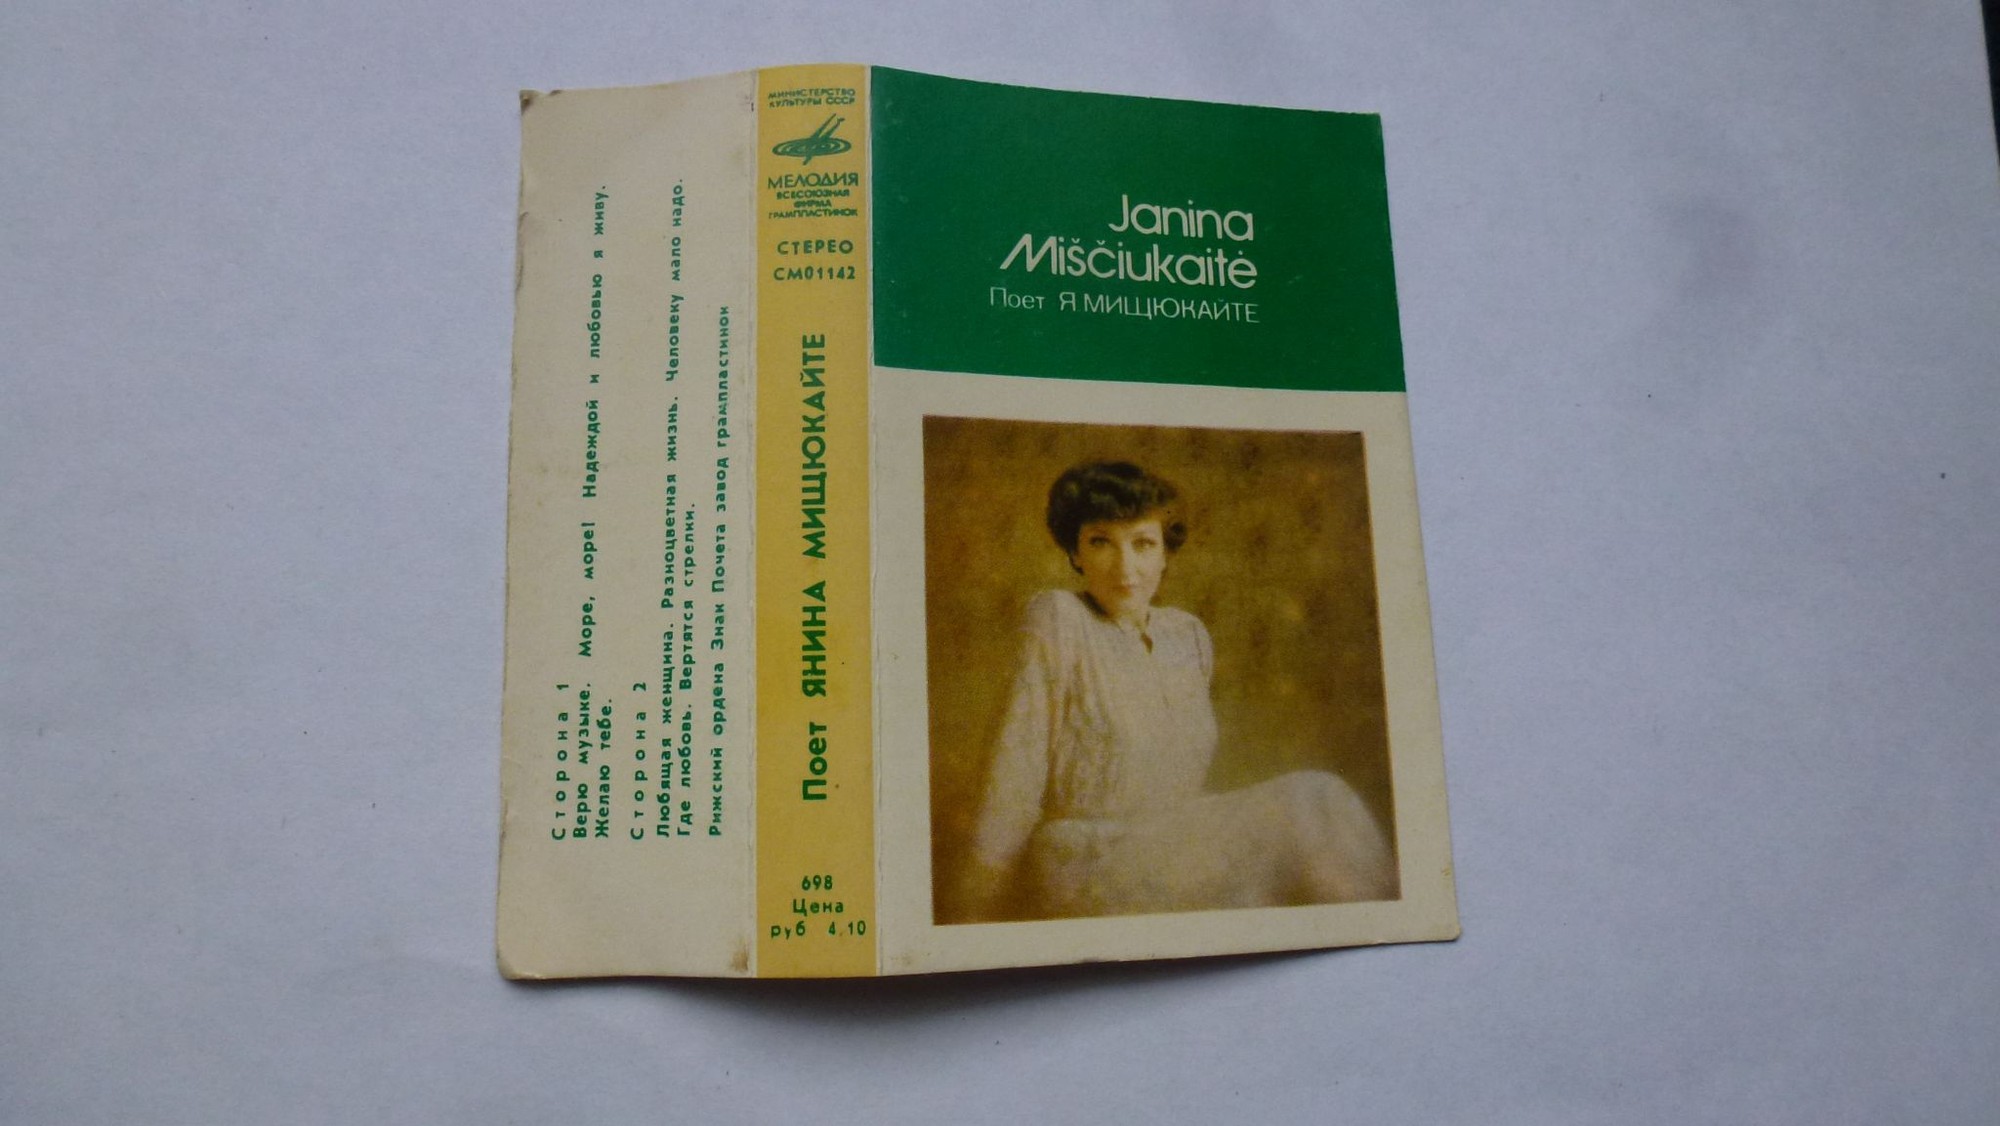 Сторона 1
Верю музыке. Море, море! Надеждой и любовью я живу.
Желаю тебе.
Сторона 2
Любящая женщина. Разноцветная жизнь. Человеку мало надо.
Где любовь. Вертятся стрелки.
Рижский ордена Знак Почета завод грампластинок
МИНИСТЕРСТВО
КУЛЬТУРЫ СССР
МЕЛОДИЯ
ВСЕСОЮЗНАЯ
ФИРМА
ГРАМПЛАСТИНОК
СТЕРЕО
СМ01142
Поет ЯНИНА МИЩЮКАЙТЕ
698
Цена
руб 4.10
Janina
Miščiukaitė
Поет Я МИЩЮКАЙТЕ